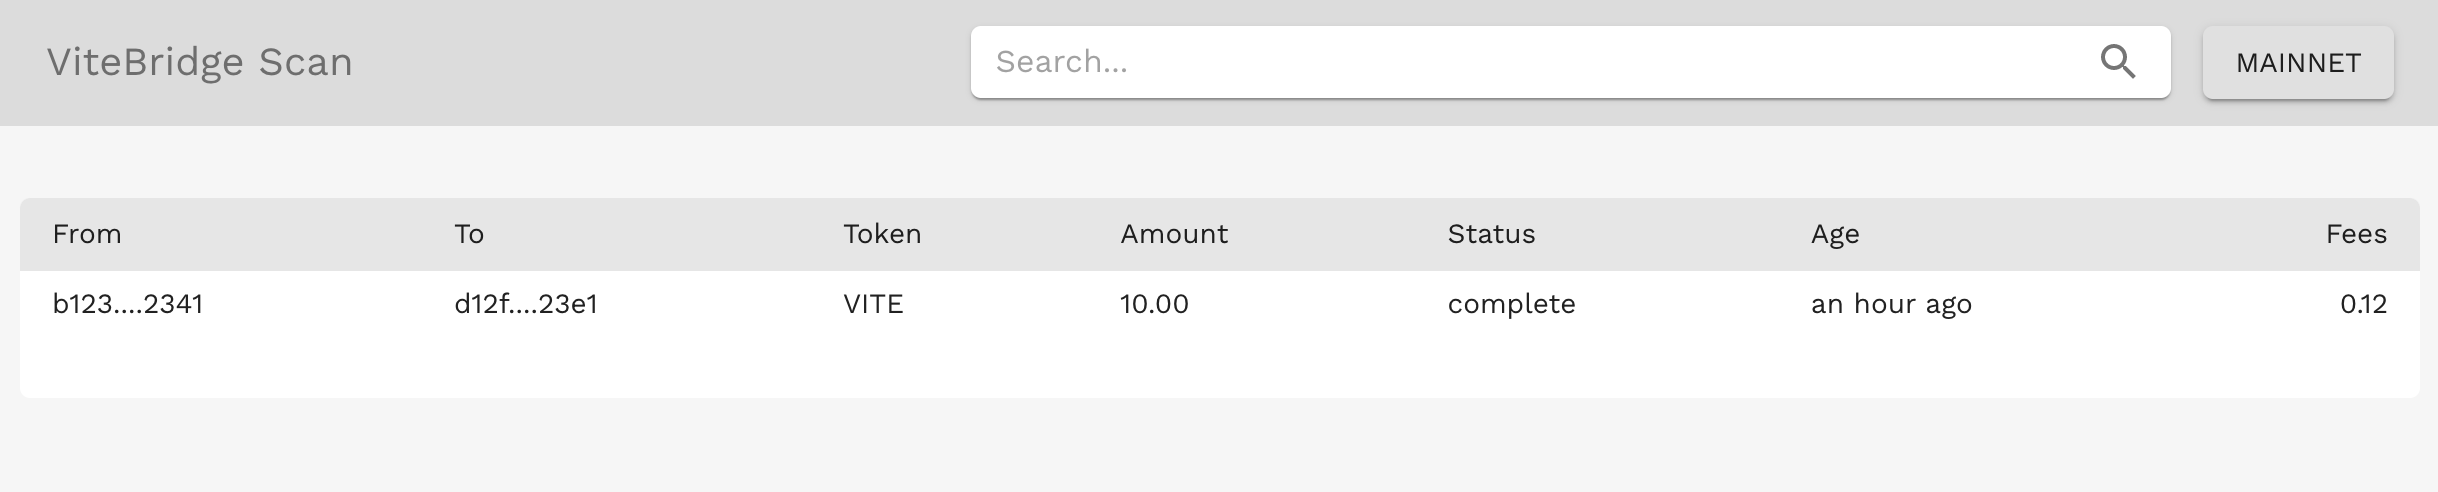 ViteBridge Scan Search... MAINNET
From To Token Amount Status Age Fees
b123....2341 d12f....23e1 VITE 10.00 complete an hour ago 0.12